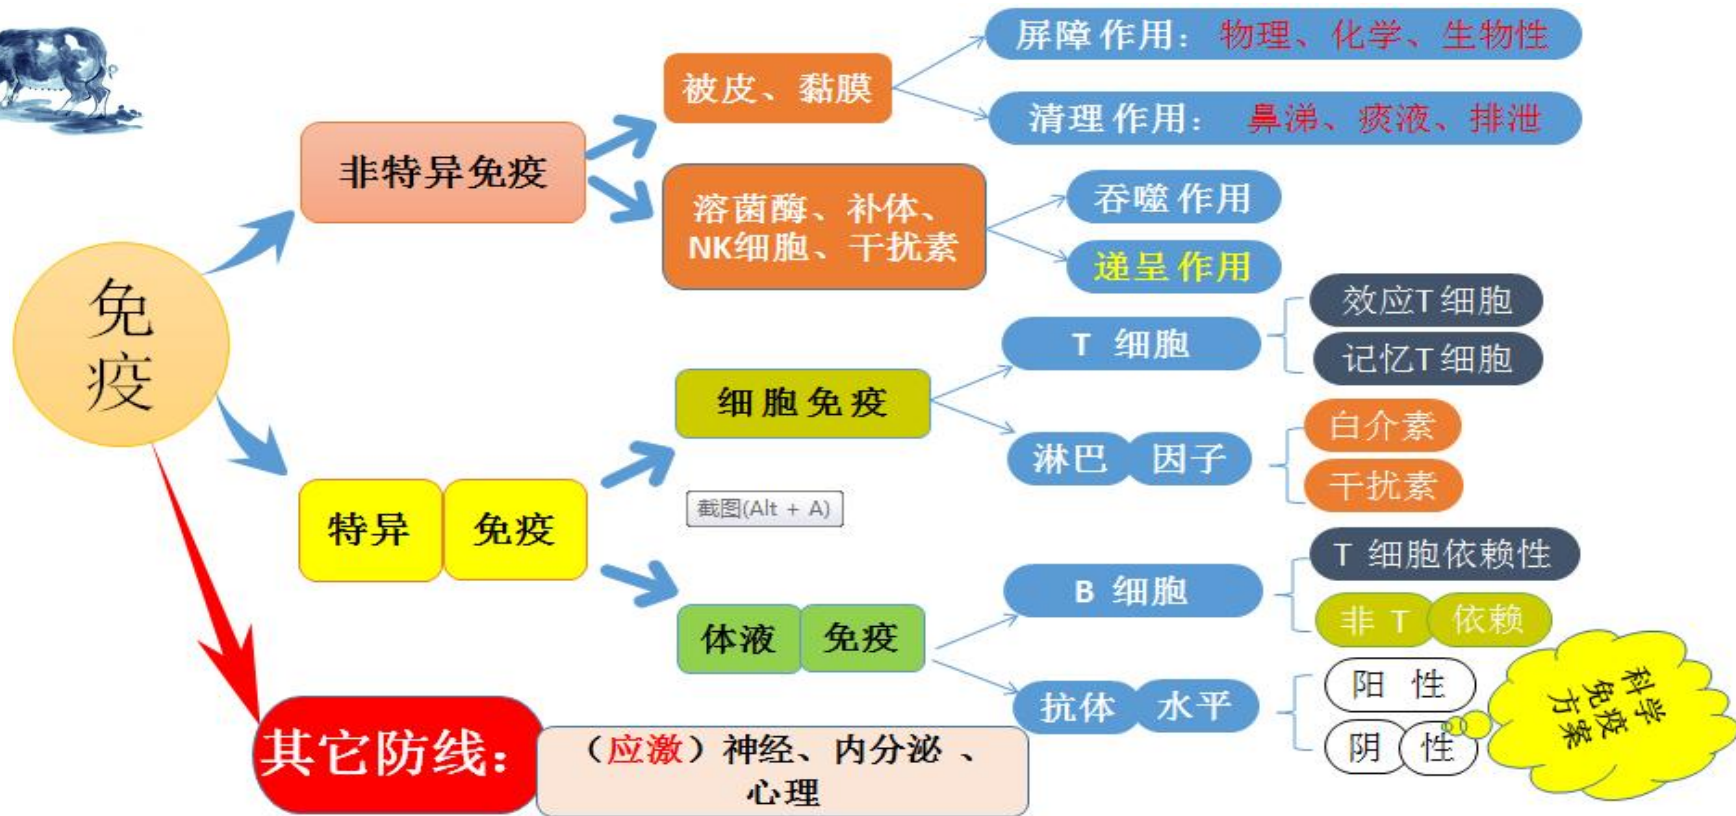 屏障作用：物理、化学、生物性
被皮、黏膜
清理作用：鼻涕、痰液、排泄
非特异免疫
溶菌酶、补体、
NK细胞、干扰素
吞噬作用
递呈作用
免
疫
T 细胞
效应T细胞
记忆T细胞
细胞免疫
淋巴 因子
白介素
干扰素
特异 免疫
截图(Alt + A)
体液 免疫
B 细胞
T 细胞依赖性
非 T 依赖
抗体 水平
阳 性
阴 性
科学
免疫
方案
其它防线：
（应激）神经、内分泌 、
心理